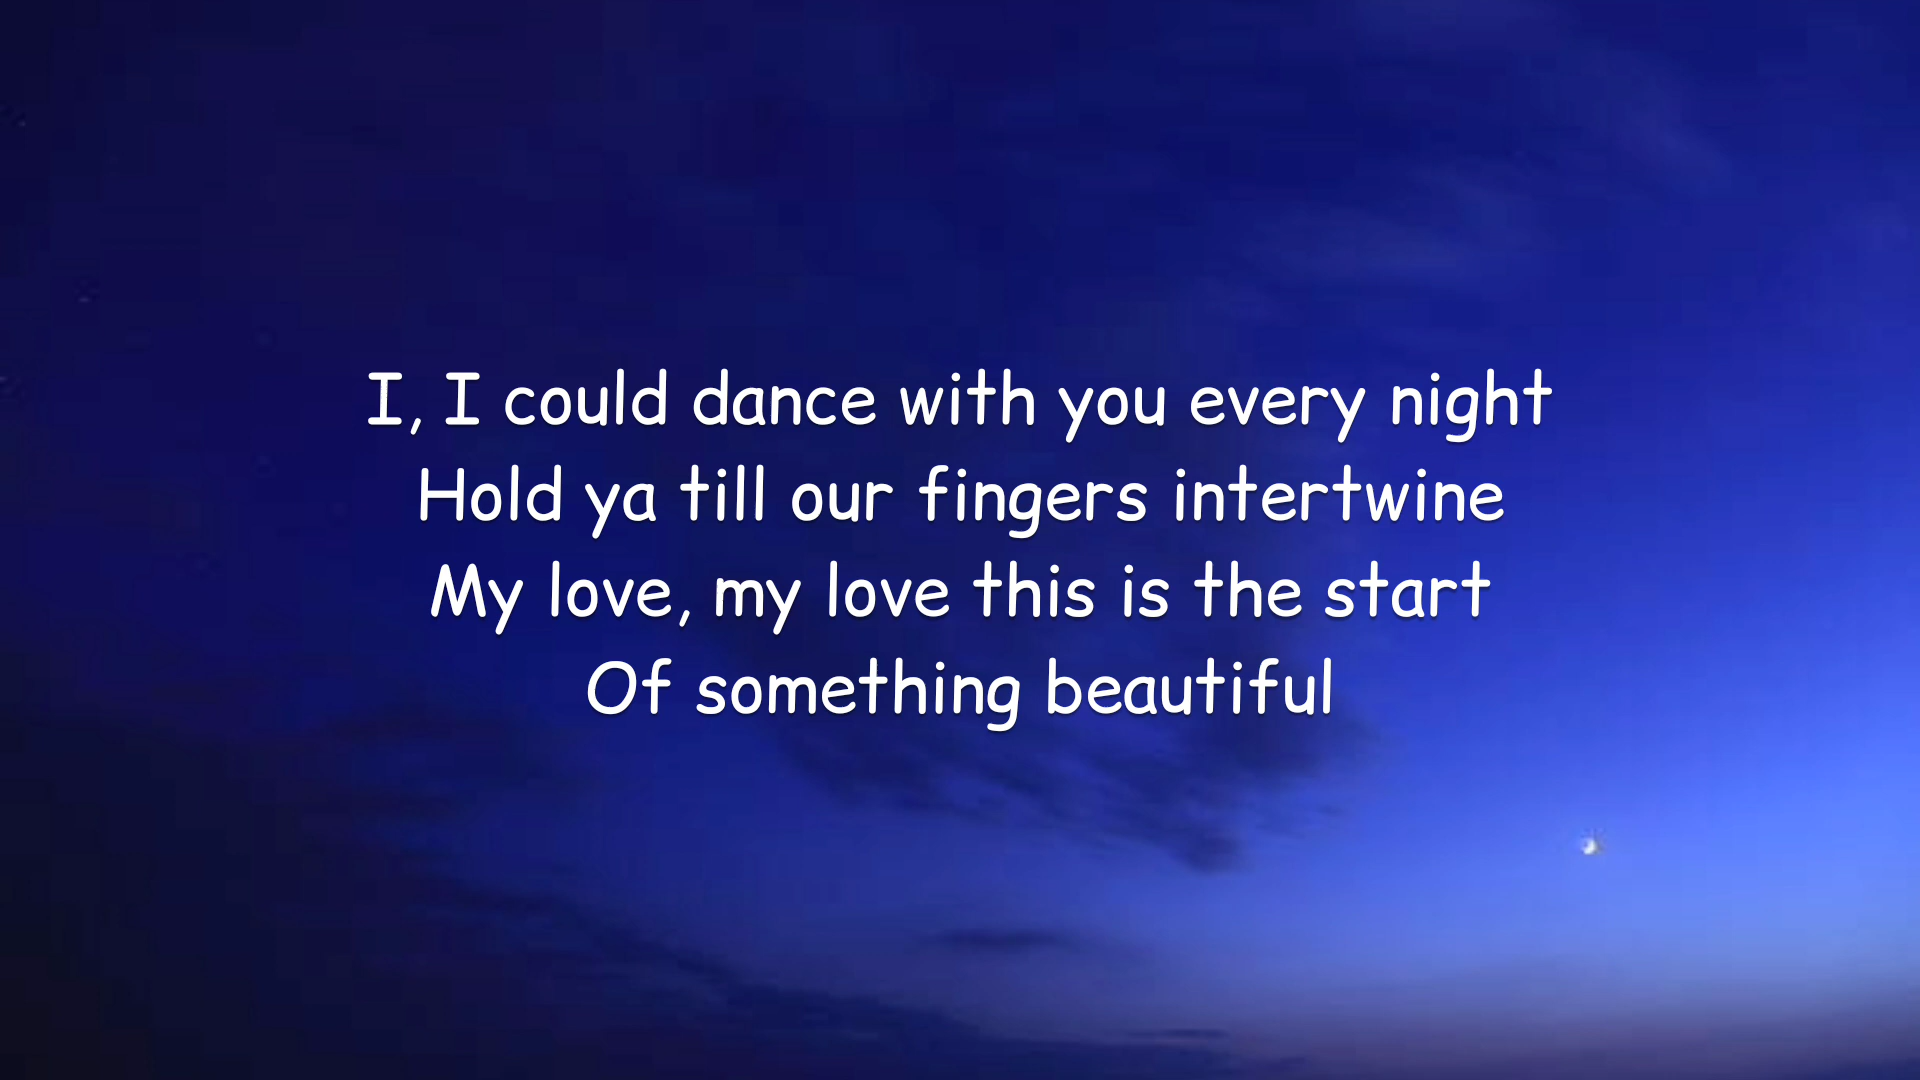 I, I could dance with you every night
Hold ya till our fingers intertwine
My love, my love this is the start
Of something beautiful